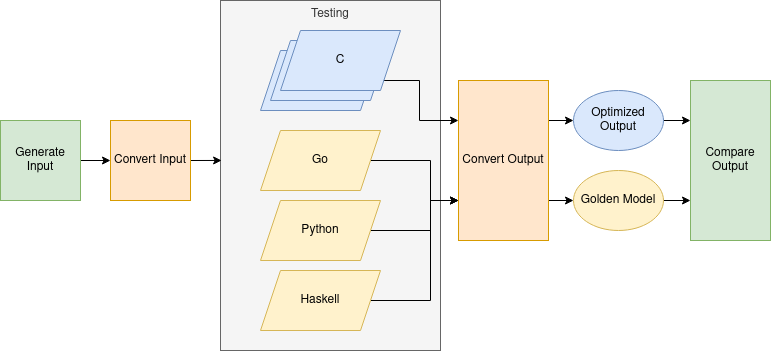 Testing
C
Generate
Input
Convert Input
Go
Python
Haskell
Convert Output
Optimized
Output
Golden Model
Compare
Output